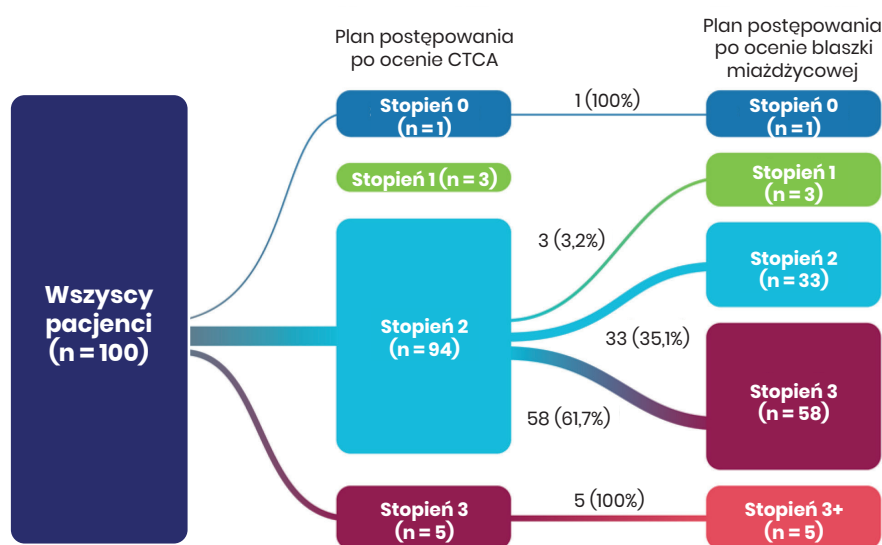 Plan postępowania
po ocenie CTCA
Plan postępowania
po ocenie blaszki
miażdżycowej
Wszyscy
pacjenci
(n = 100)
Stopień 0
(n = 1)
1 (100%)
Stopień 0
(n = 1)
Stopień 1 (n = 3)
Stopień 1
(n = 3)
3 (3,2%)
Stopień 2
(n = 94)
Stopień 2
(n = 33)
33 (35,1%)
58 (61,7%)
Stopień 3
(n = 58)
Stopień 3
(n = 5)
5 (100%)
Stopień 3+
(n = 5)